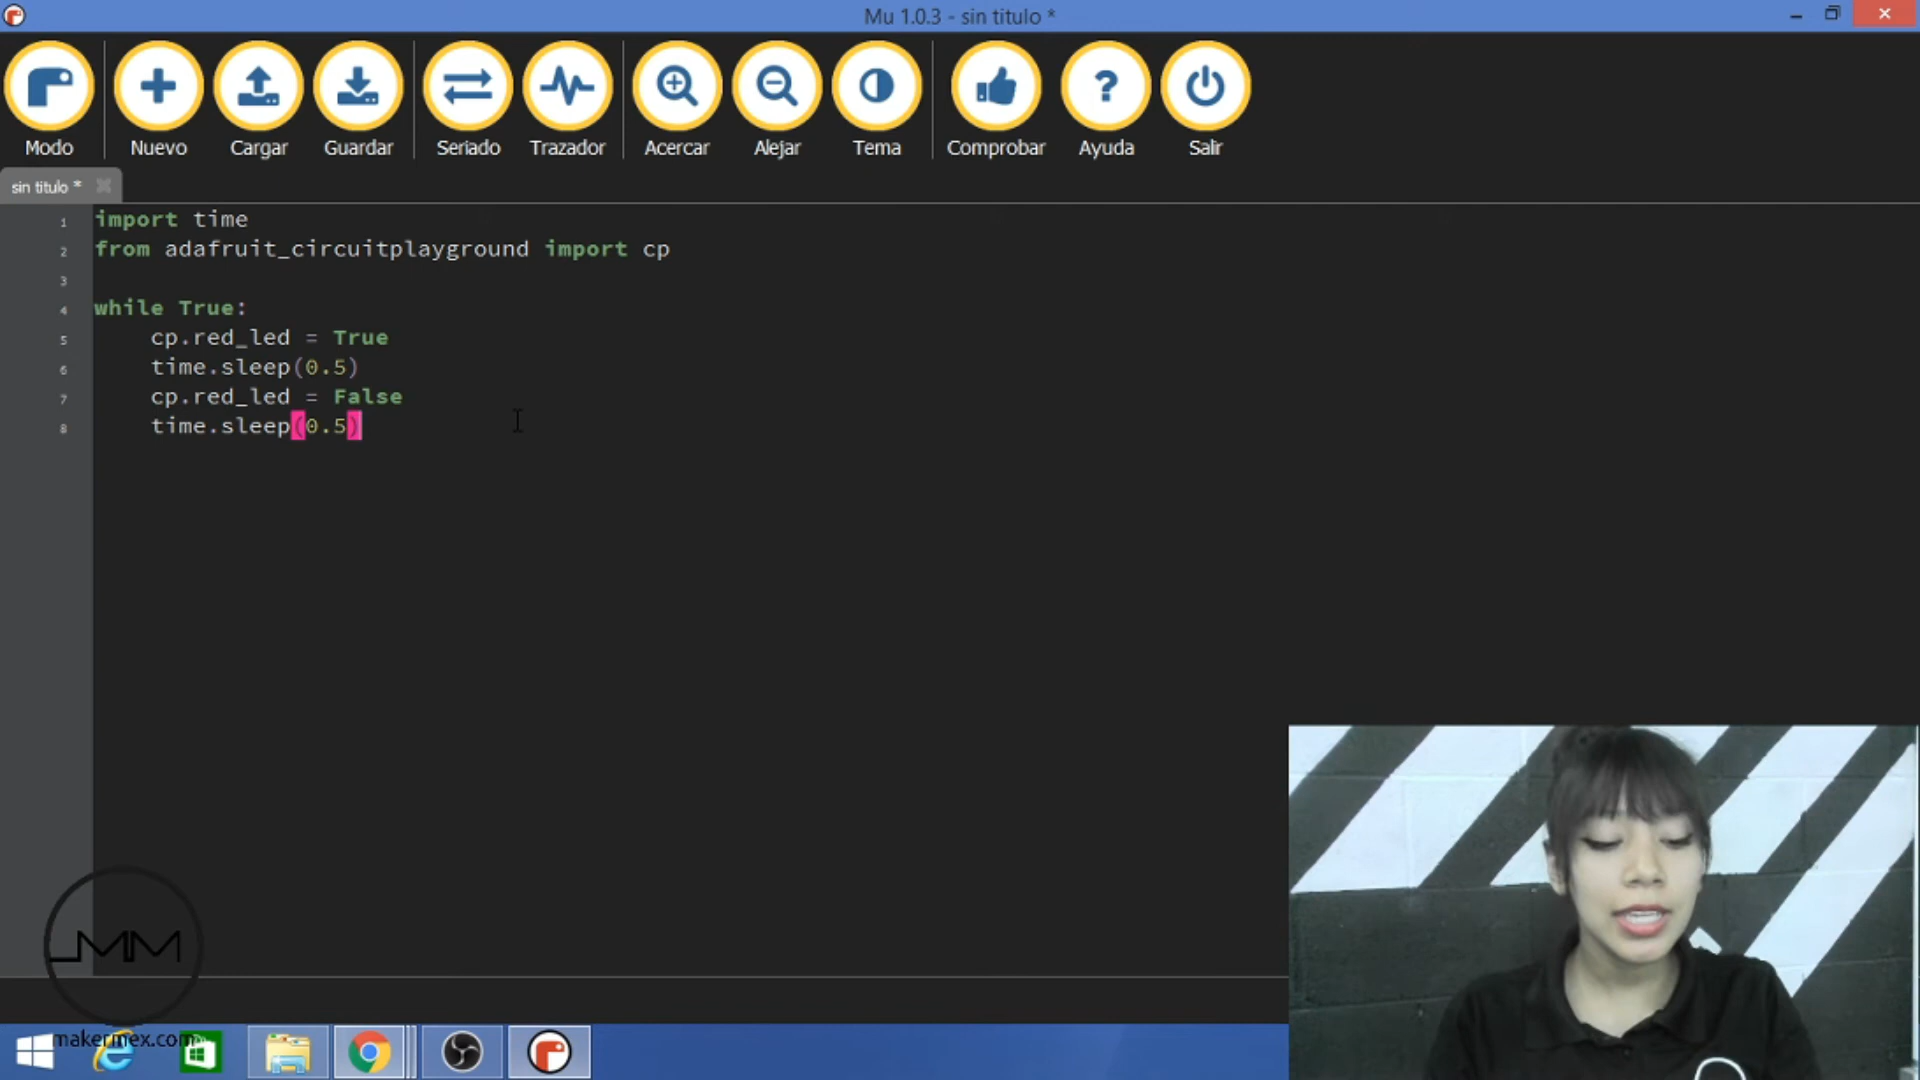 Mu 1.0.3 - sin titulo *
Modo
Nuevo
Cargar
Guardar
Seriado
Trazador
Acercar
Alejar
Tema
Comprobar
Ayuda
Salir
sin titulo *
1 import time
2 from adafruit_circuitplayground import cp
3
4 while True:
5 cp.red_led = True
6 time.sleep(0.5)
7 cp.red_led = False
8 time.sleep(0.5)
MM
makermex.com